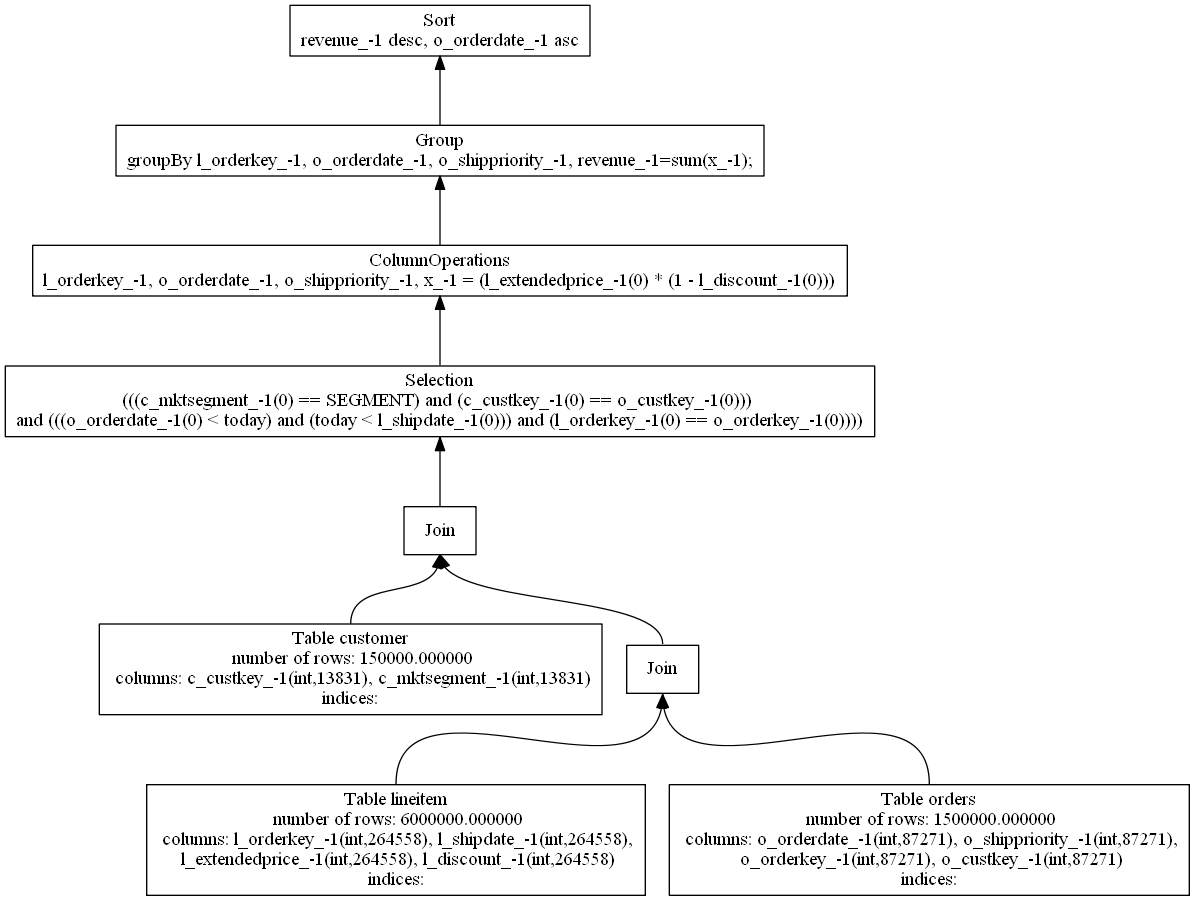 Sort
revenue_-1 desc, o_orderdate_-1 asc
Group
groupBy l_orderkey_-1, o_orderdate_-1, o_shippriority_-1, revenue_-1=sum(x_-1);
ColumnOperations
l_orderkey_-1, o_orderdate_-1, o_shippriority_-1, x_-1 = (l_extendedprice_-1(0) * (1 - l_discount_-1(0)))
Selection
(((c_mktsegment_-1(0) == SEGMENT) and (c_custkey_-1(0) == o_custkey_-1(0)))
and (((o_orderdate_-1(0) < today) and (today < l_shipdate_-1(0))) and (l_orderkey_-1(0) == o_orderkey_-1(0))))
Join
Table customer
number of rows: 150000.000000
columns: c_custkey_-1(int,13831), c_mktsegment_-1(int,13831)
indices:
Join
Table lineitem
number of rows: 6000000.000000
columns: l_orderkey_-1(int,264558), l_shipdate_-1(int,264558),
l_extendedprice_-1(int,264558), l_discount_-1(int,264558)
indices:
Table orders
number of rows: 1500000.000000
columns: o_orderdate_-1(int,87271), o_shippriority_-1(int,87271),
o_orderkey_-1(int,87271), o_custkey_-1(int,87271)
indices: